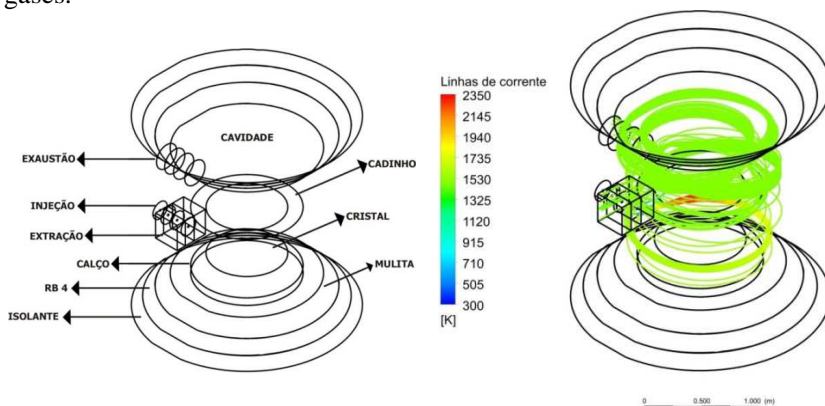 gases.
CAVIDADE
EXAUSTÃO
CADINHO
INJEÇÃO
CRISTAL
EXTRAÇÃO
CALÇO
MULITA
RB 4
ISOLANTE
Linhas de corrente
2350
2145
1940
1735
1530
1325
1120
915
710
505
300
[K]
0 0.500 1.000 (m)